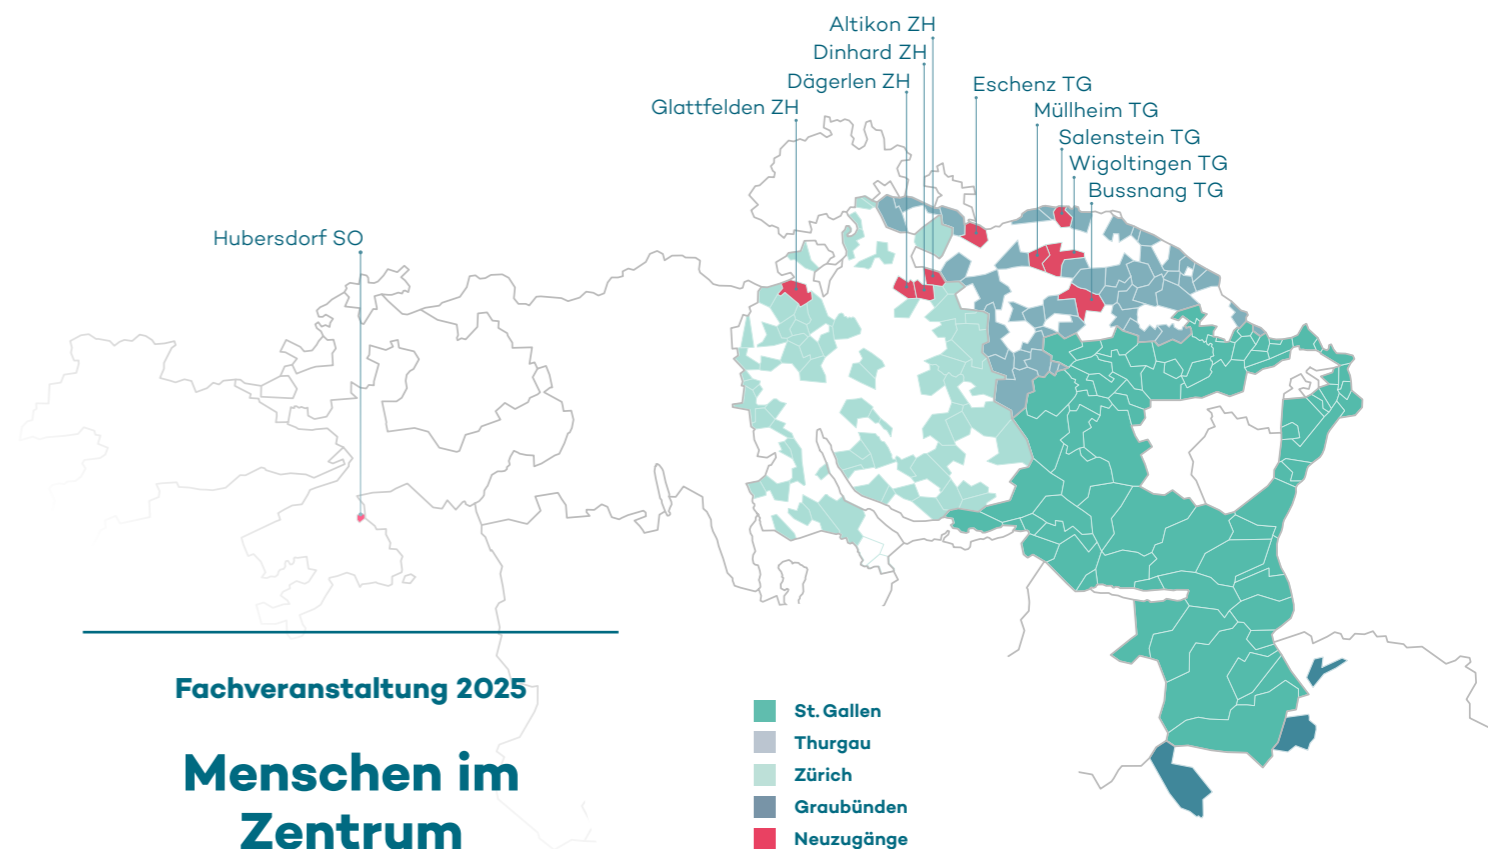 Altikon ZH
Dinhard ZH
Dägerlen ZH
Glattfelden ZH
Eschenz TG
Müllheim TG
Salenstein TG
Wigoltingen TG
Bussnang TG
Hubersdorf SO
Fachveranstaltung 2025
Menschen im
Zentrum
St. Gallen
Thurgau
Zürich
Graubünden
Neuzugänge